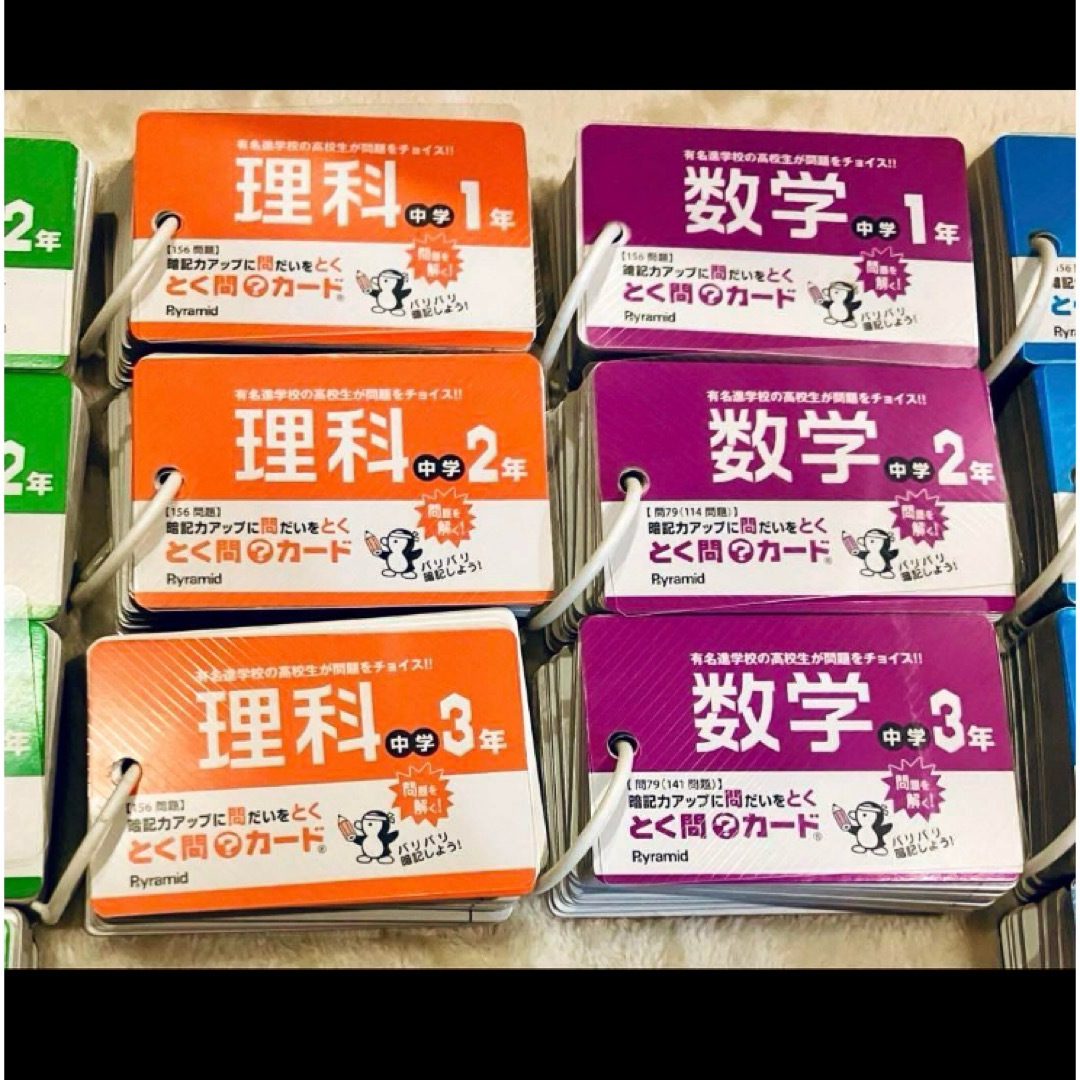 有名進学校の高校生が問題をチョイス!!
理科 中学 1年
【156 問題】
暗記力アップに問だいをとく
とく問?カード®
Pyramid
問題を解く!
バリバリ
暗記しよう!
有名進学校の高校生が問題をチョイス!!
数学 中学 1年
【156 問題】
暗記力アップに問だいをとく
とく問?カード
Pyramid
問題を解く!
バリバリ
暗記しよう!
有名進学校の高校生が問題をチョイス!!
理科 中学 2年
【156 問題】
暗記力アップに問だいをとく
とく問?カード
Pyramid
問題を解く!
バリバリ
暗記しよう!
有名進学校の高校生が問題をチョイス!!
数学 中学 2年
【 問79(114 問題)】
暗記力アップに問だいをとく
とく問?カード®
Pyramid
問題を解く!
バリバリ
暗記しよう!
有名進学校の高校生が問題をチョイス!!
理科 中学 3年
【156 問題】
暗記力アップに問だいをとく
とく問?カード®
Pyramid
問題を解く!
バリバリ
暗記しよう!
有名進学校の高校生が問題をチョイス!!
数学 中学 3年
【 問79(141 問題)】
暗記力アップに問だいをとく
とく問?カード®
Pyramid
問題を解く!
バリバリ
暗記しよう!
2年
2年
年